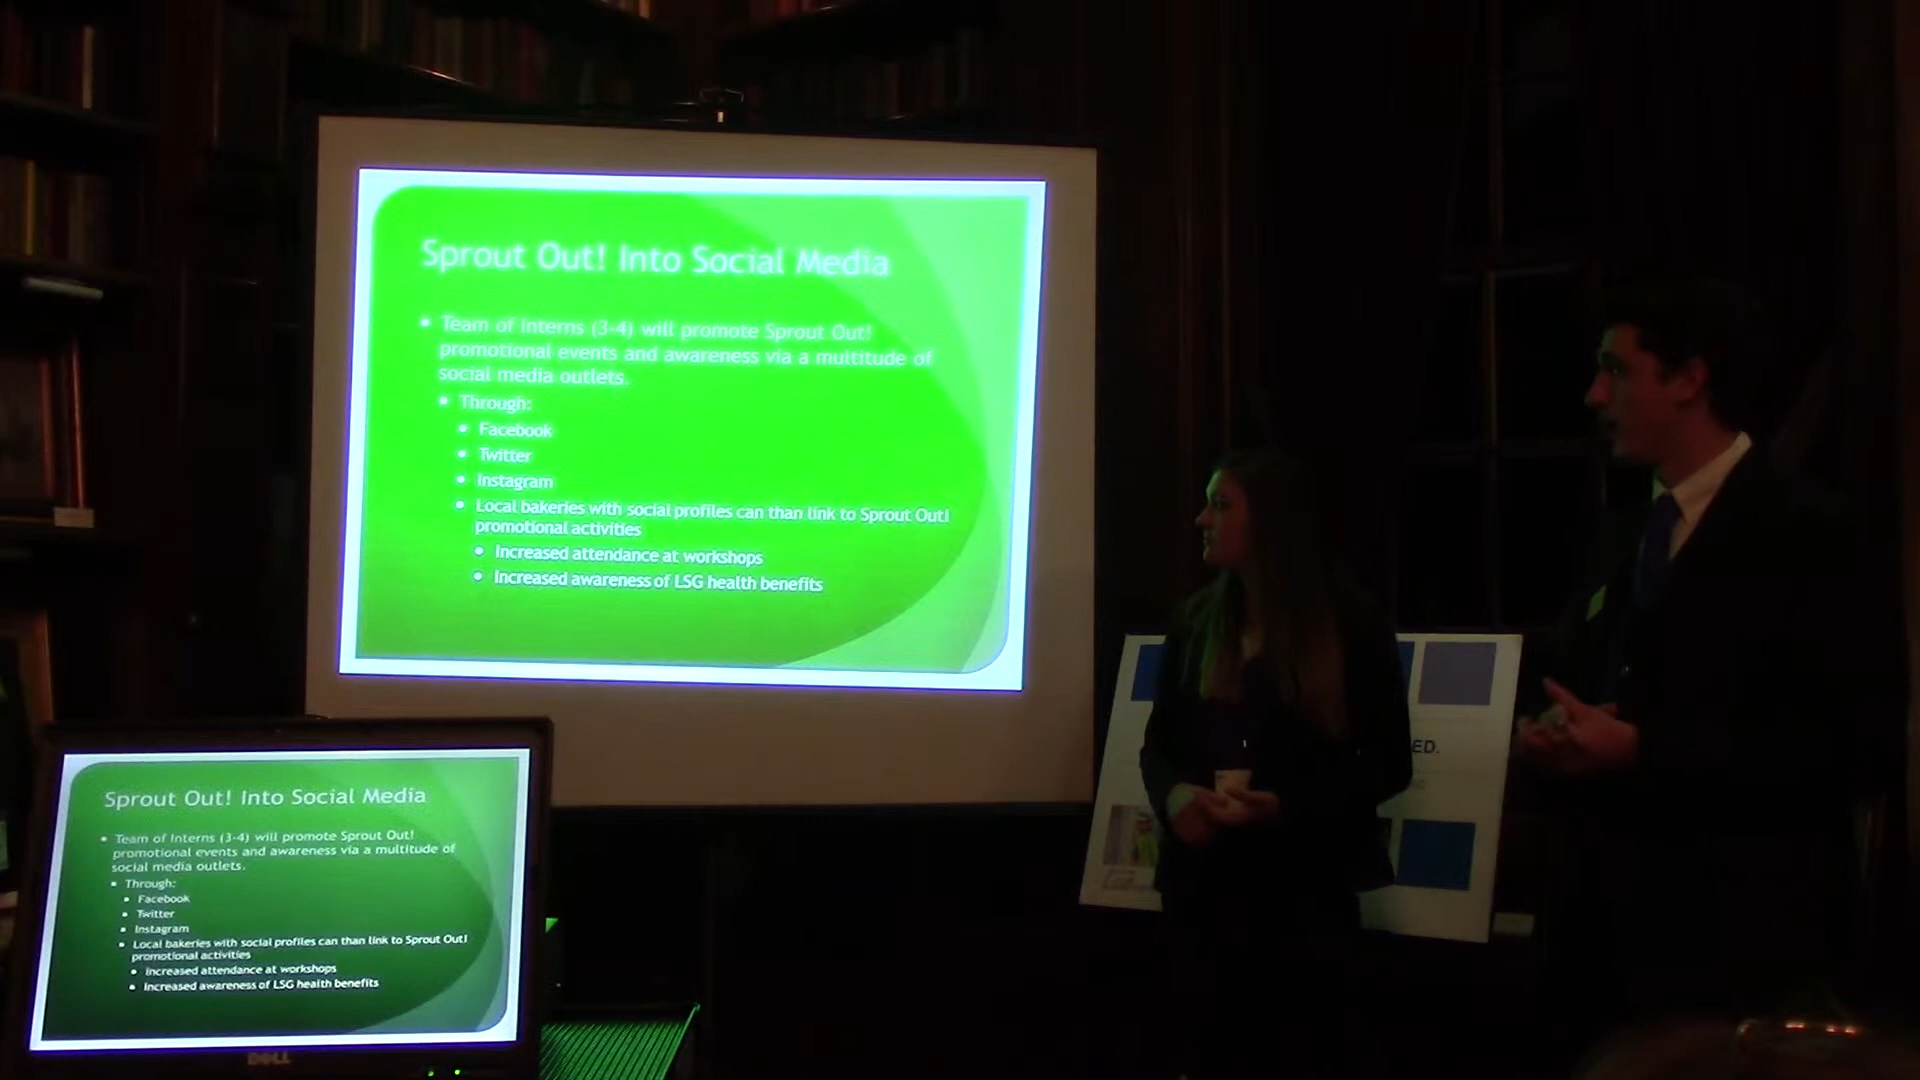 Sprout Out! Into Social Media
• Team of Interns (3-4) will promote Sprout Out!
promotional events and awareness via a multitude of
social media outlets.
• Through:
• Facebook
• Twitter
• Instagram
• Local bakeries with social profiles can than link to Sprout Out!
promotional activities
• Increased attendance at workshops
• Increased awareness of LSG health benefits
ED.
Sprout Out! Into Social Media
• Team of Interns (3-4) will promote Sprout Out!
promotional events and awareness via a multitude of
social media outlets.
• Through:
• Facebook
• Twitter
• Instagram
• Local bakeries with social profiles can than link to Sprout Out!
promotional activities
• Increased attendance at workshops
• Increased awareness of LSG health benefits
DELL